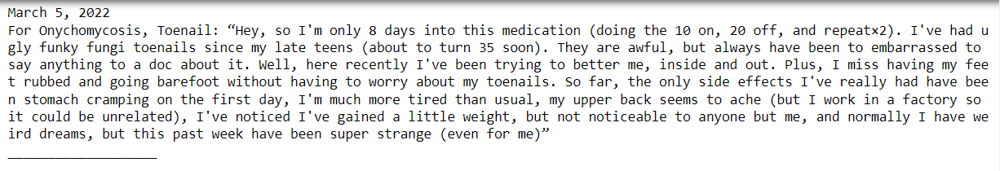 March 5, 2022
For Onychomycosis, Toenail: “Hey, so I'm only 8 days into this medication (doing the 10 on, 20 off, and repeat×2). I've had u
gly funky fungi toenails since my late teens (about to turn 35 soon). They are awful, but always have been to embarrassed to 
say anything to a doc about it. Well, here recently I've been trying to better me, inside and out. Plus, I miss having my fee
t rubbed and going barefoot without having to worry about my toenails. So far, the only side effects I've really had have bee
n stomach cramping on the first day, I'm much more tired than usual, my upper back seems to ache (but I work in a factory so 
it could be unrelated), I've noticed I've gained a little weight, but not noticeable to anyone but me, and normally I have we
ird dreams, but this past week have been super strange (even for me)”
___________________